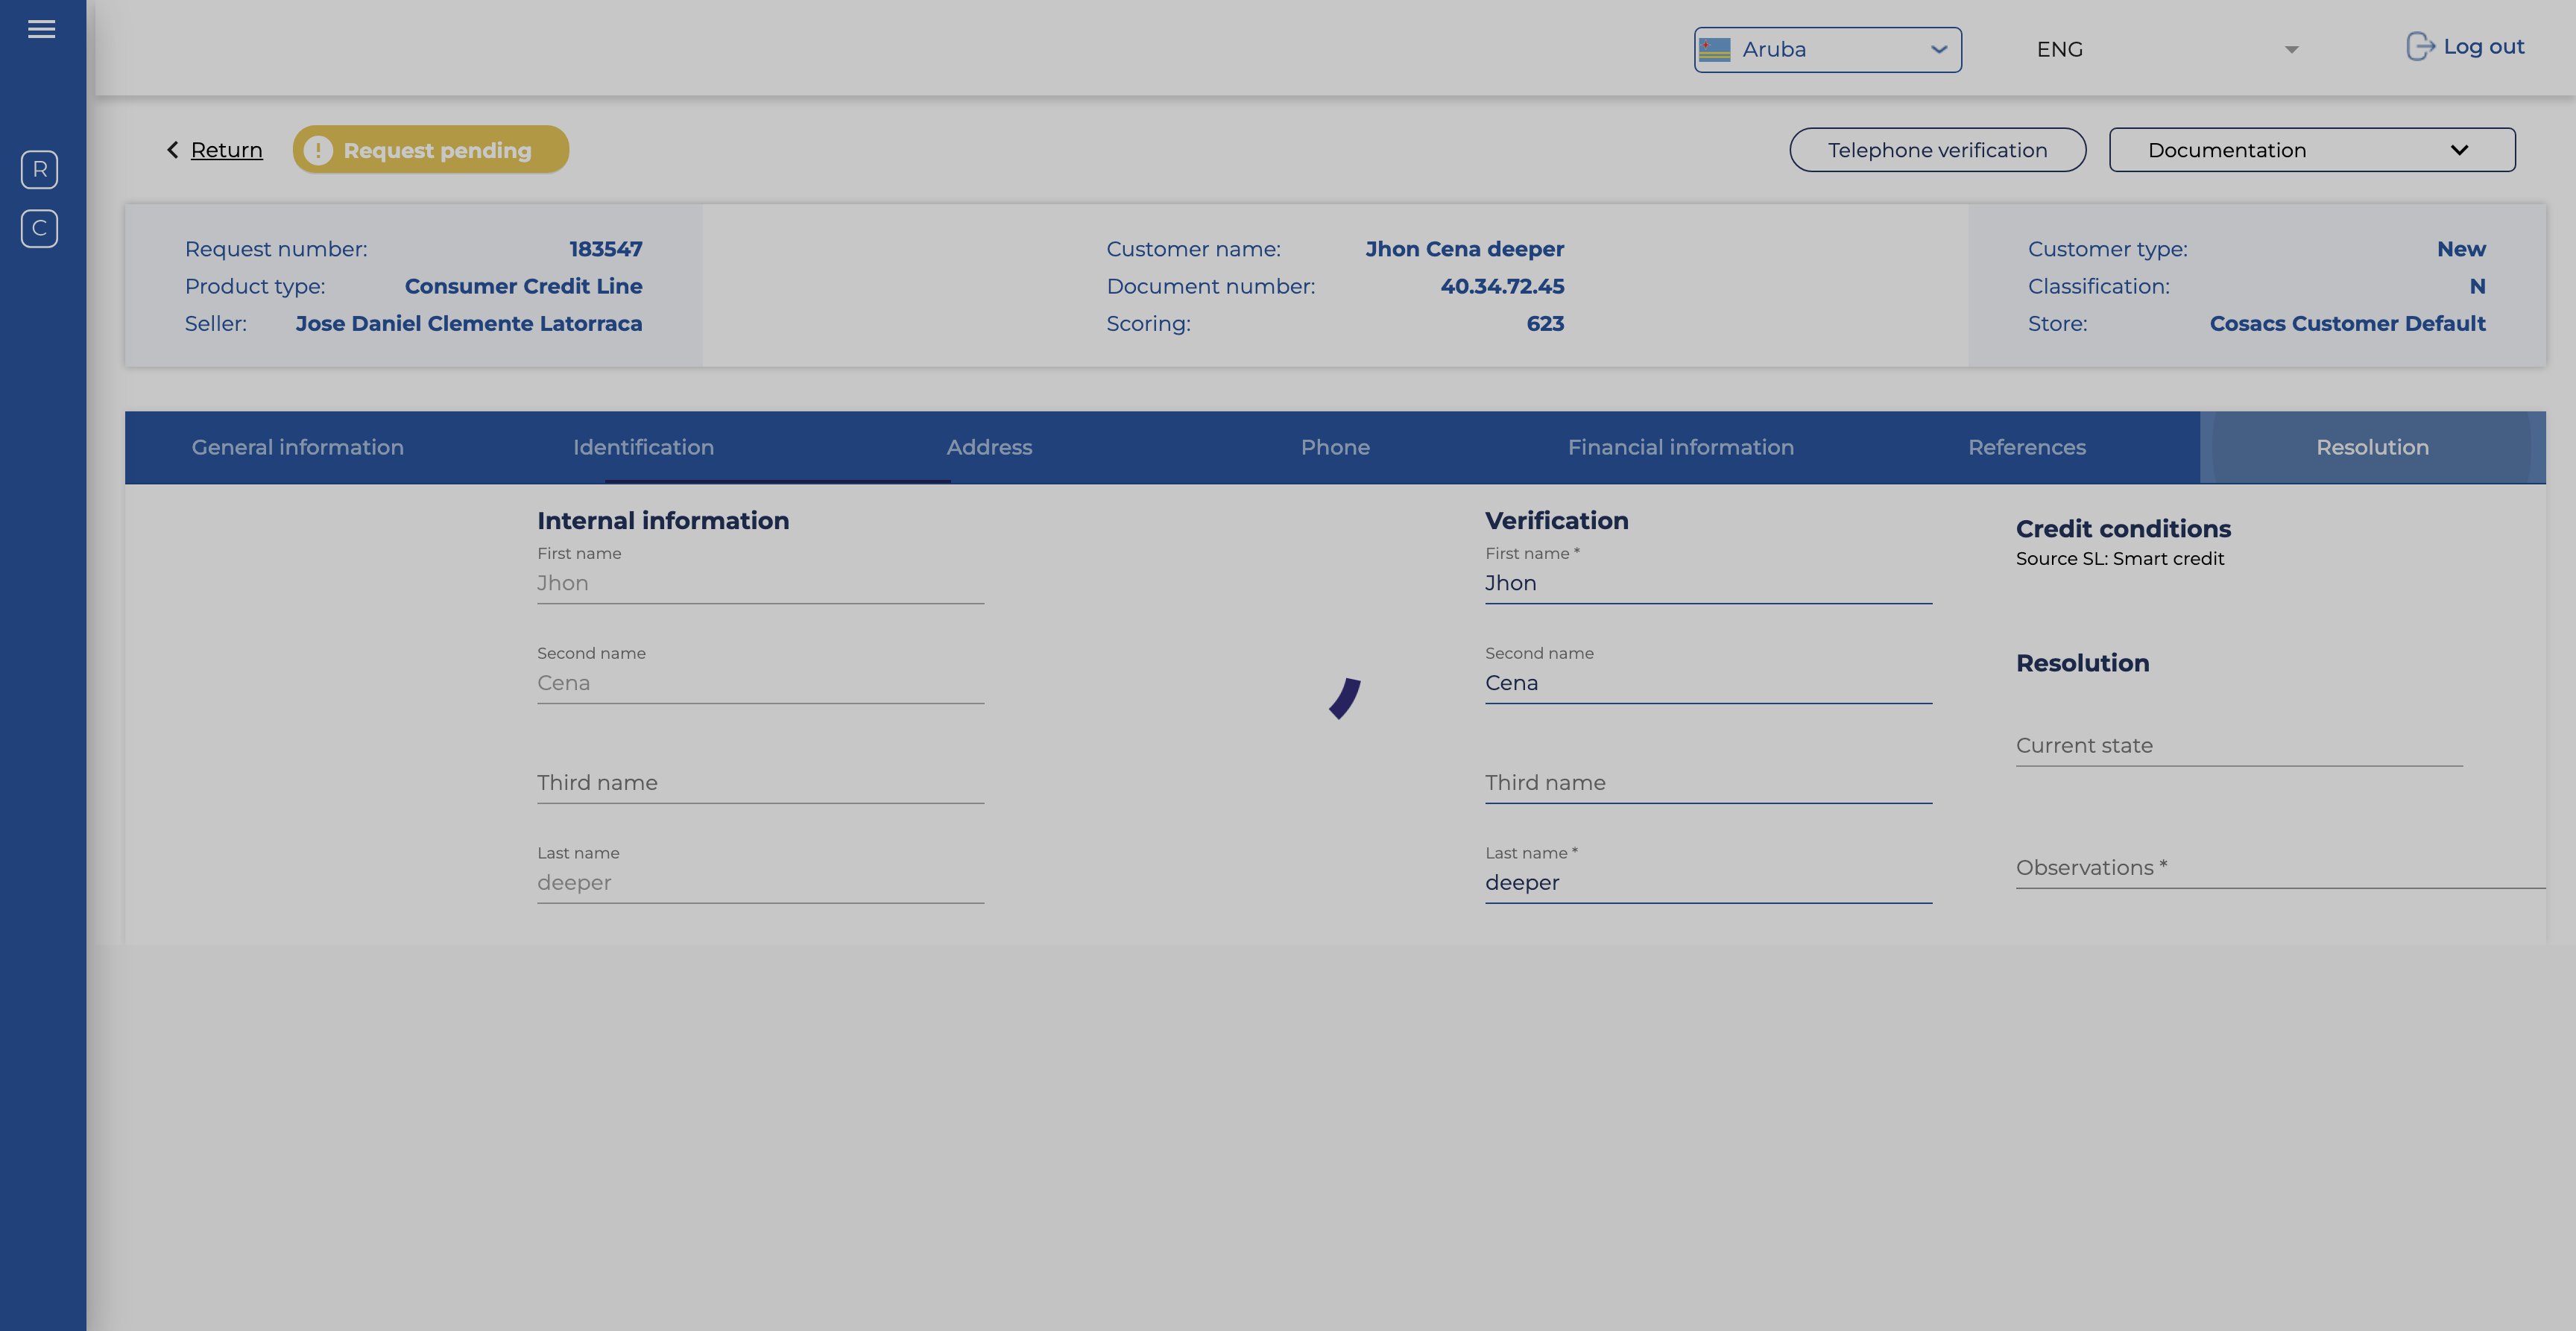 Aruba
ENG
Log out
R
C
Return
! Request pending
Telephone verification
Documentation
Request number: 183547
Product type: Consumer Credit Line
Seller: Jose Daniel Clemente Latorraca
Customer name: Jhon Cena deeper
Document number: 40.34.72.45
Scoring: 623
Customer type: New
Classification: N
Store: Cosacs Customer Default
General information
Identification
Address
Phone
Financial information
References
Resolution
Internal information
First name
Jhon
Second name
Cena
Third name
Last name
deeper
Verification
First name *
Jhon
Second name
Cena
Third name
Last name *
deeper
Credit conditions
Source SL: Smart credit
Resolution
Current state
Observations *